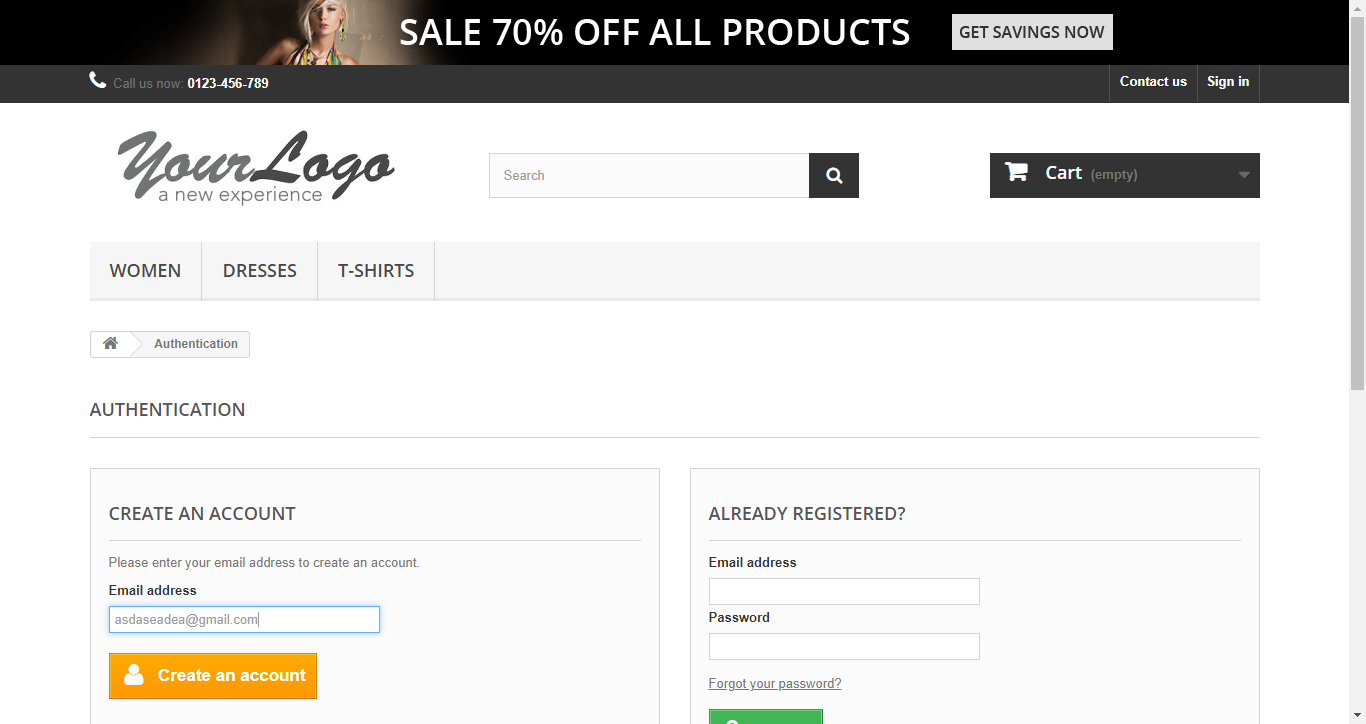 SALE 70% OFF ALL PRODUCTS GET SAVINGS NOW
Call us now: 0123-456-789 Contact us Sign in
Your Logo
a new experience
Search
Cart (empty)
WOMEN DRESSES T-SHIRTS
Authentication
AUTHENTICATION
CREATE AN ACCOUNT
Please enter your email address to create an account.
Email address
asdaseadea@gmail.com
Create an account
ALREADY REGISTERED?
Email address
Password
Forgot your password?